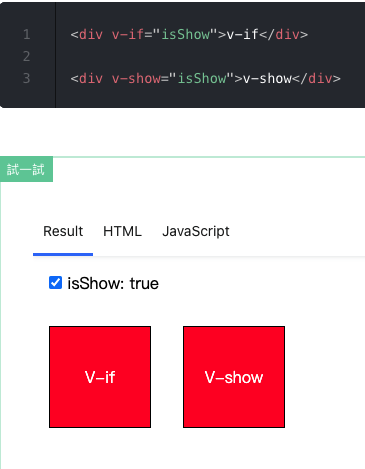 1 <div v-if="isShow">v-if</div>
2
3 <div v-show="isShow">v-show</div>
試一試
Result HTML JavaScript
isShow: true
V-if V-show